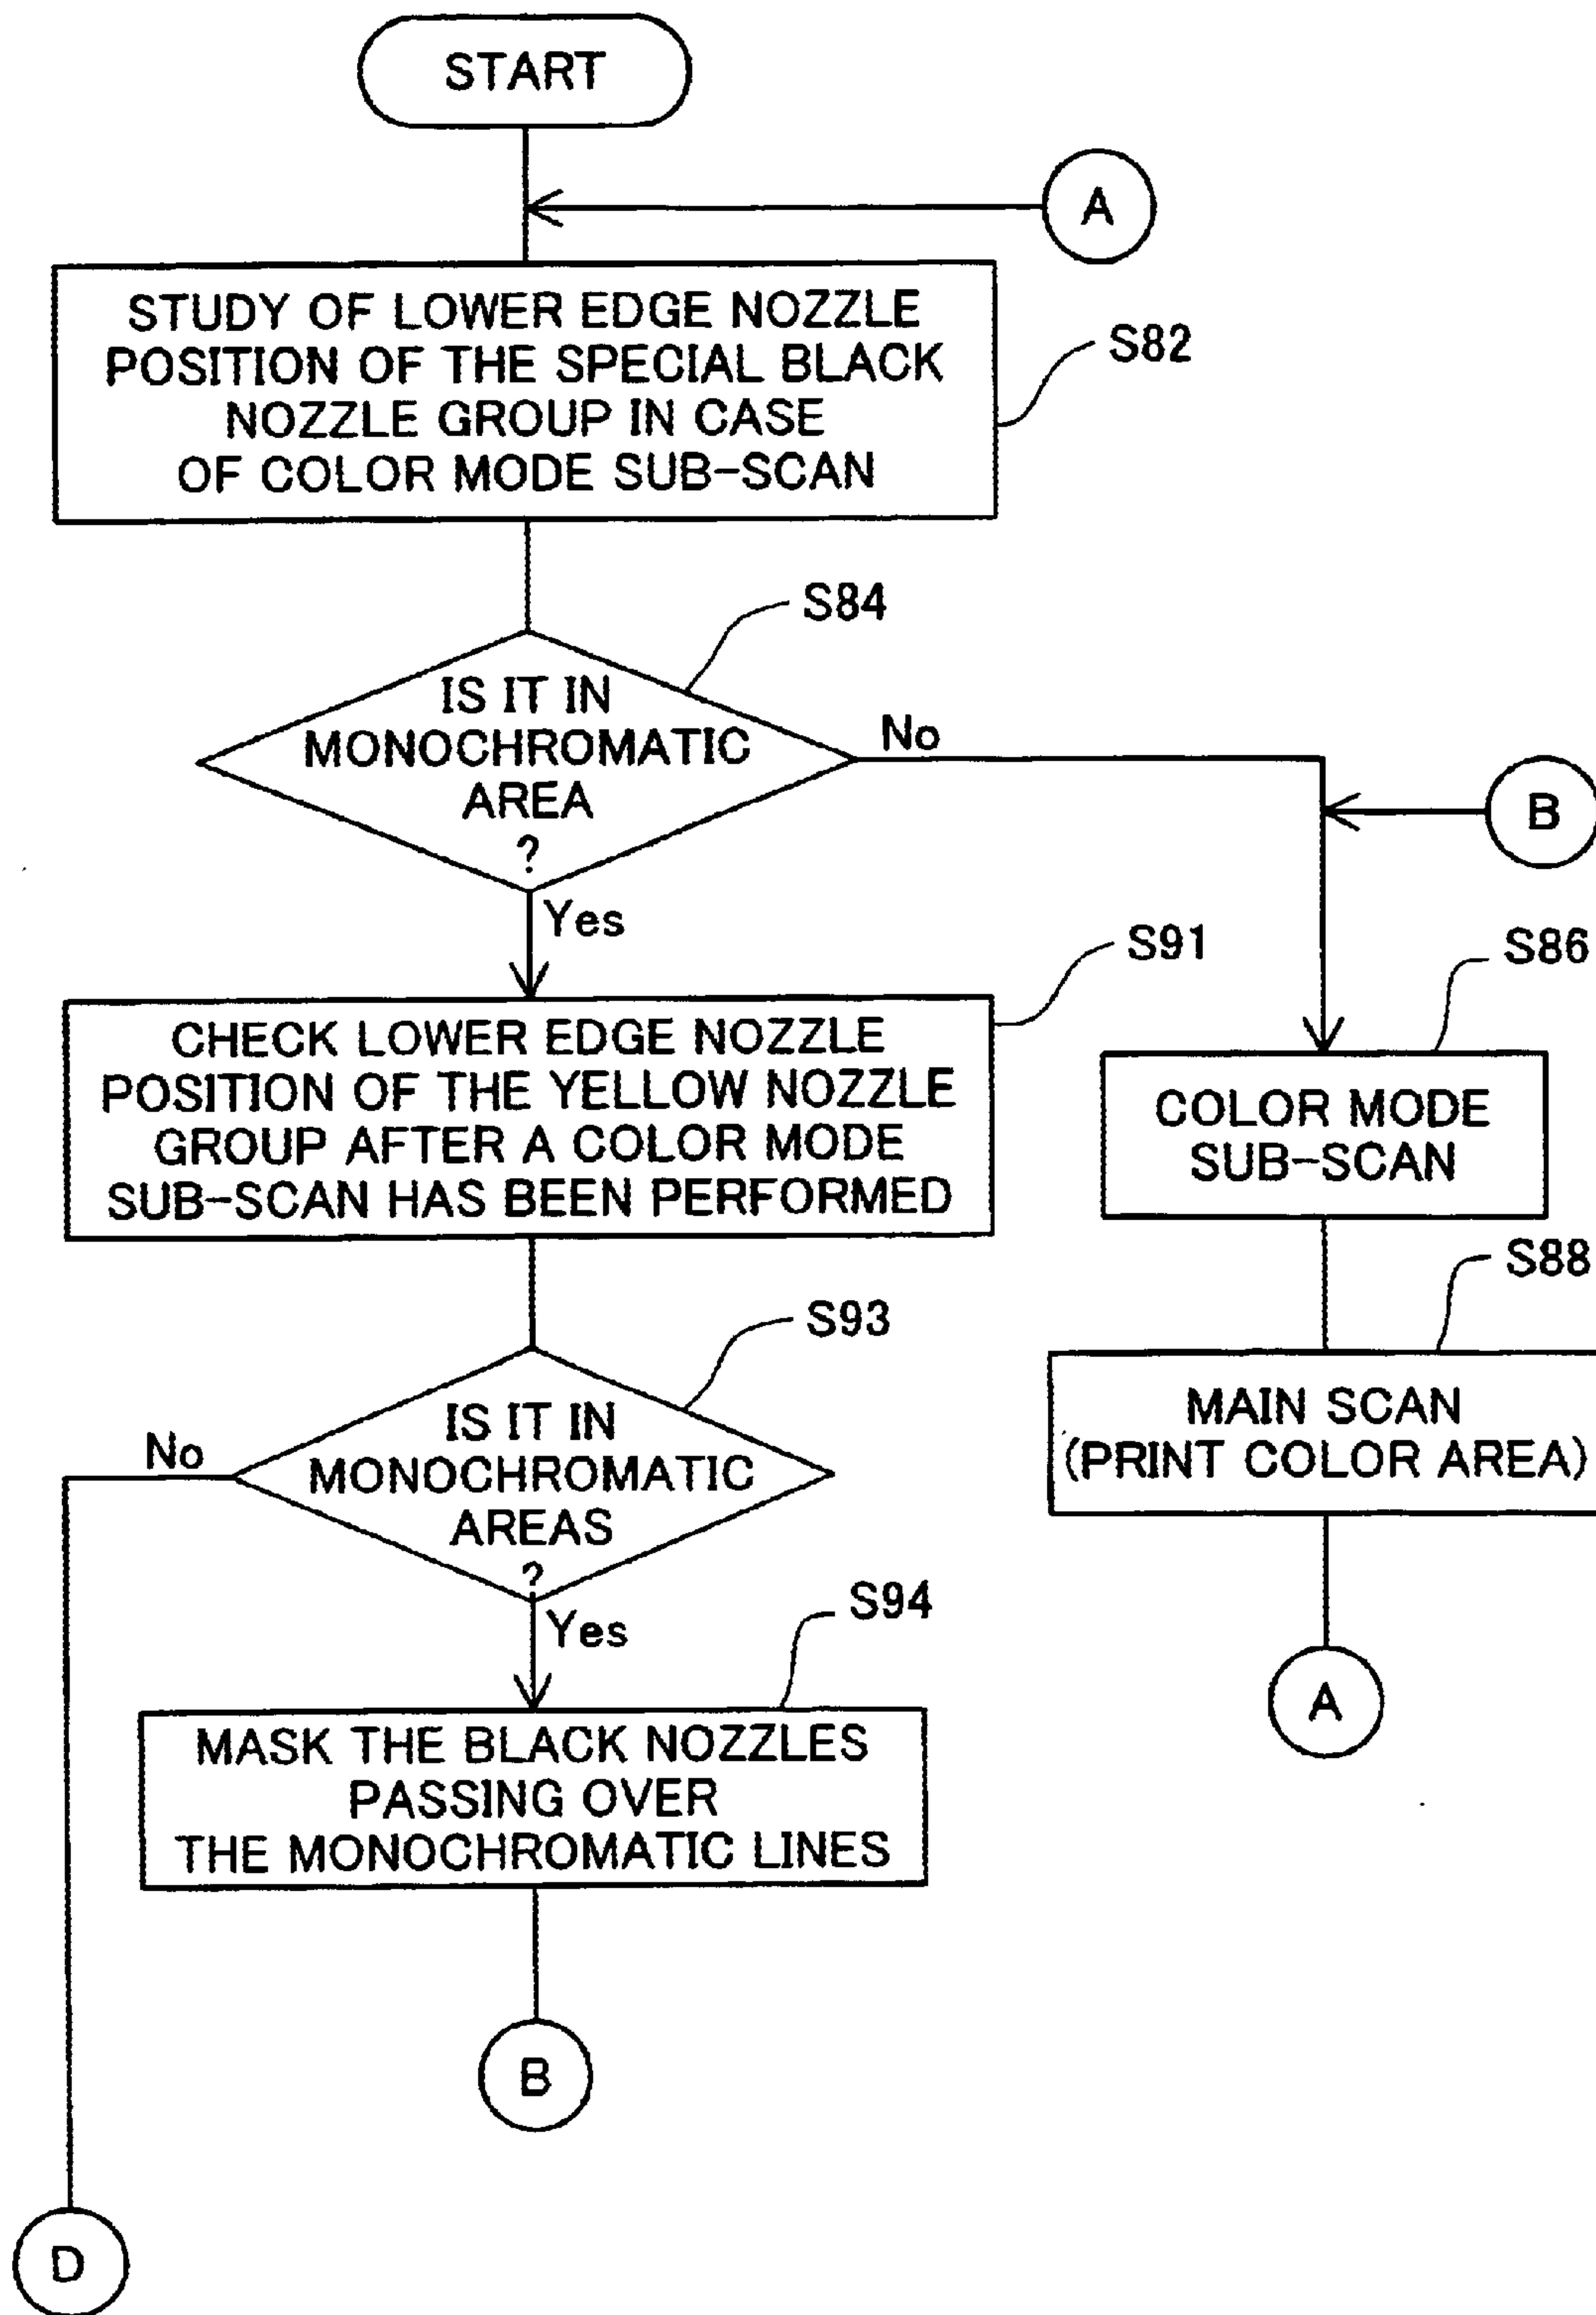 START
A
STUDY OF LOWER EDGE NOZZLE
POSITION OF THE SPECIAL BLACK
NOZZLE GROUP IN CASE
OF COLOR MODE SUB-SCAN
S82
S84
IS IT IN
MONOCHROMATIC
AREA
?
No
Yes
B
S91
CHECK LOWER EDGE NOZZLE
POSITION OF THE YELLOW NOZZLE
GROUP AFTER A COLOR MODE
SUB-SCAN HAS BEEN PERFORMED
S86
COLOR MODE
SUB-SCAN
S88
MAIN SCAN
(PRINT COLOR AREA)
A
S93
IS IT IN
MONOCHROMATIC
AREAS
?
No
Yes
S94
MASK THE BLACK NOZZLES
PASSING OVER
THE MONOCHROMATIC LINES
B
D